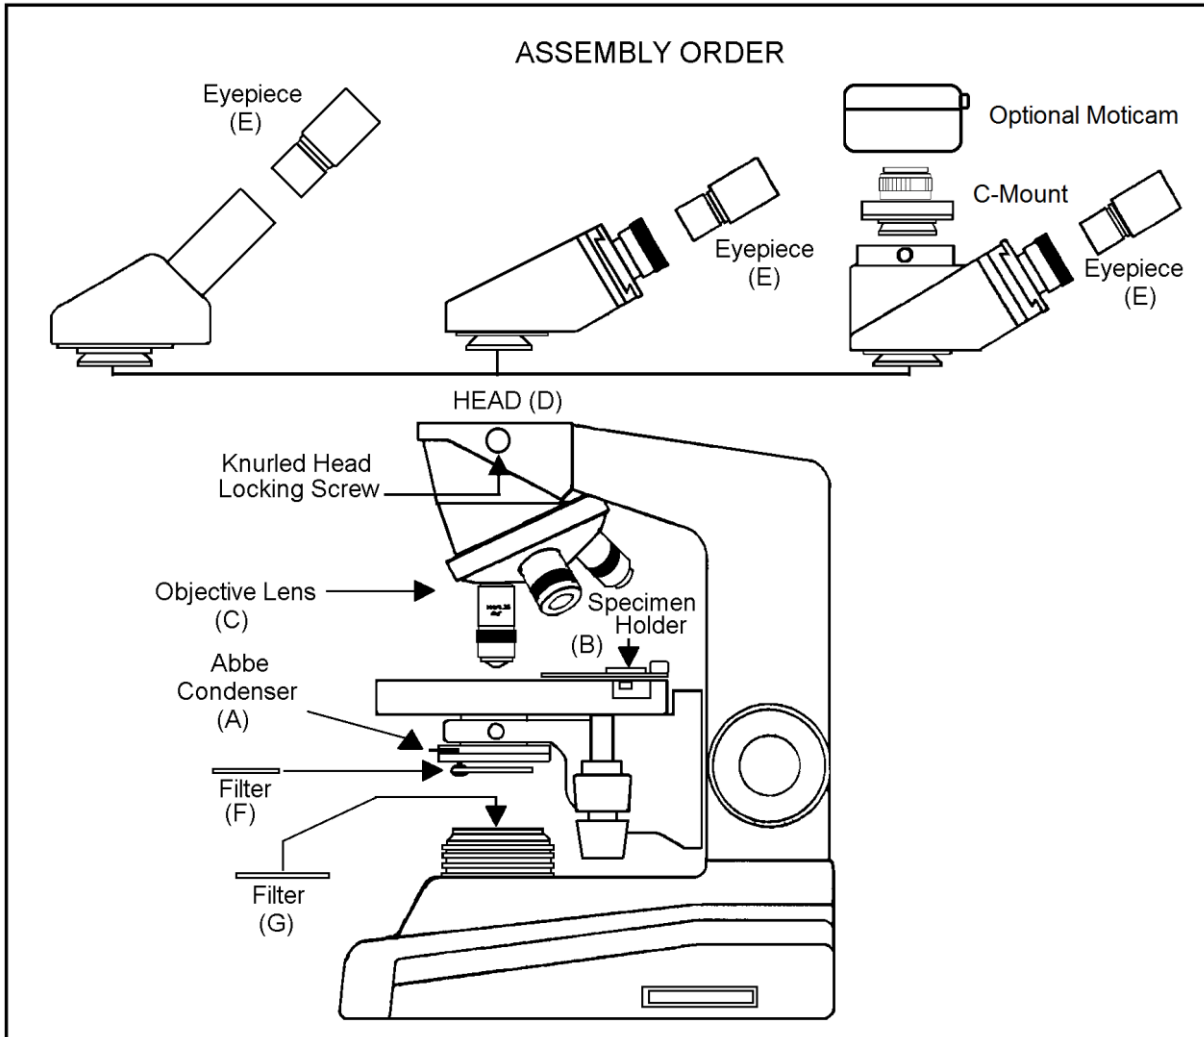 ASSEMBLY ORDER
Eyepiece
(E)
Eyepiece
(E)
Optional Moticam
C-Mount
Eyepiece
(E)
HEAD (D)
Knurled Head
Locking Screw
Objective Lens
(C)
Specimen
Holder
(B)
Abbe
Condenser
(A)
Filter
(F)
Filter
(G)